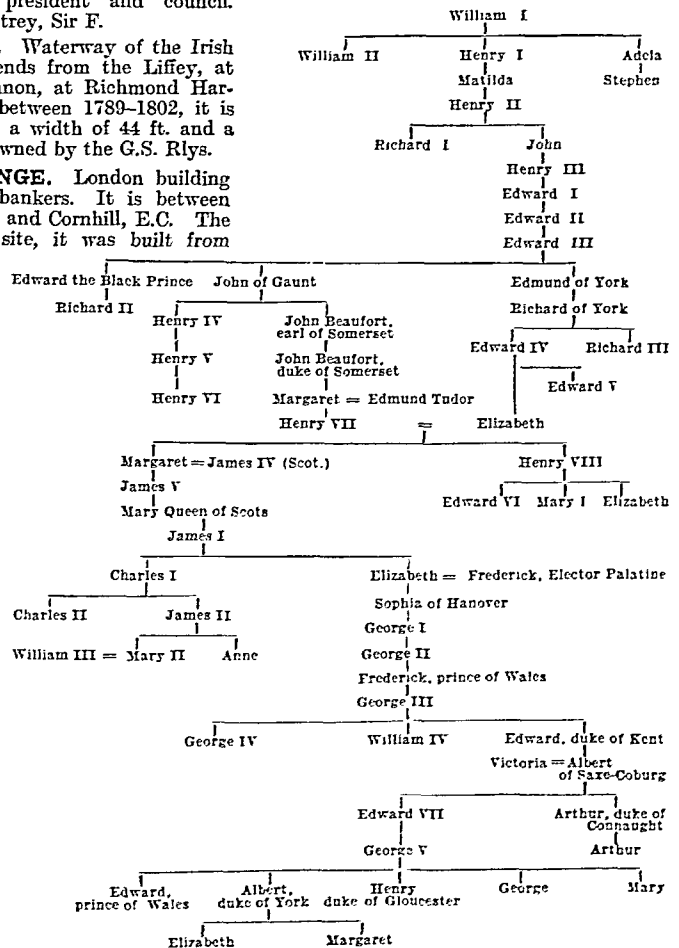 president and council.
trey, Sir F.
Waterway of the Irish
ends from the Liffey, at
non, at Richmond Har-
between 1789–1802, it is
a width of 44 ft. and a
wned by the G.S. Rlys.
NGE. London building
bankers. It is between
and Cornhill, E.C. The
site, it was built from
William I
William II Henry I Adela
Matilda Stephen
Henry II
Richard I John
Henry III
Edward I
Edward II
Edward III
Edward the Black Prince John of Gaunt Edmund of York
Richard II Richard of York
Henry IV John Beaufort,
earl of Somerset
Edward IV Richard III
Henry V John Beaufort,
duke of Somerset
Edward V
Henry VI Margaret = Edmund Tudor
Henry VII = Elizabeth
Margaret = James IV (Scot.) Henry VIII
James V
Edward VI Mary I Elizabeth
Mary Queen of Scots
James I
Charles I Elizabeth = Frederick, Elector Palatine
Sophia of Hanover
Charles II James II
George I
William III = Mary II Anne George II
Frederick, prince of Wales
George III
George IV William IV Edward, duke of Kent
Victoria = Albert
of Saxe-Coburg
Edward VII Arthur, duke of
Connaught
George V Arthur
Edward,
prince of Wales
Albert,
duke of York
Henry
duke of Gloucester
George Mary
Elizabeth Margaret